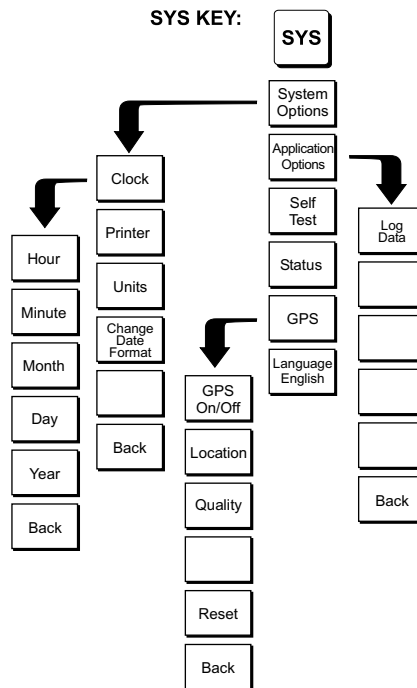 SYS KEY:
SYS
System
Options
Application
Options
Self
Test
Status
GPS
Language
English
Clock
Printer
Units
Change
Date
Format
Back
Hour
Minute
Month
Day
Year
Back
GPS
On/Off
Location
Quality
Reset
Back
Log
Data
Back